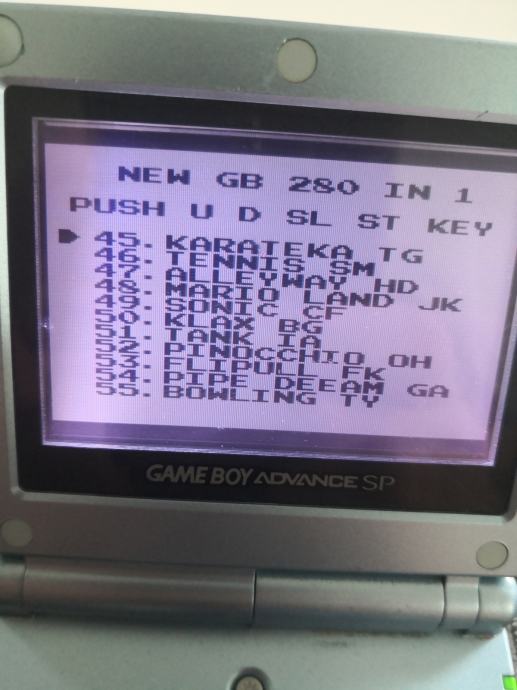 NEW GB 280 IN 1
PUSH U D SL ST KEY
45. KARATEKA TG
46. TENNIS SM
47. ALLEYWAY HD
48. MARIO LAND JK
49. SONIC CF
50. KLAX BG
51. TANK IA
52. PINOCCHIO OH
53. FLIPULL FK
54. PIPE DEEAM GA
55. BOWLING TY
GAME BOY ADVANCE SP